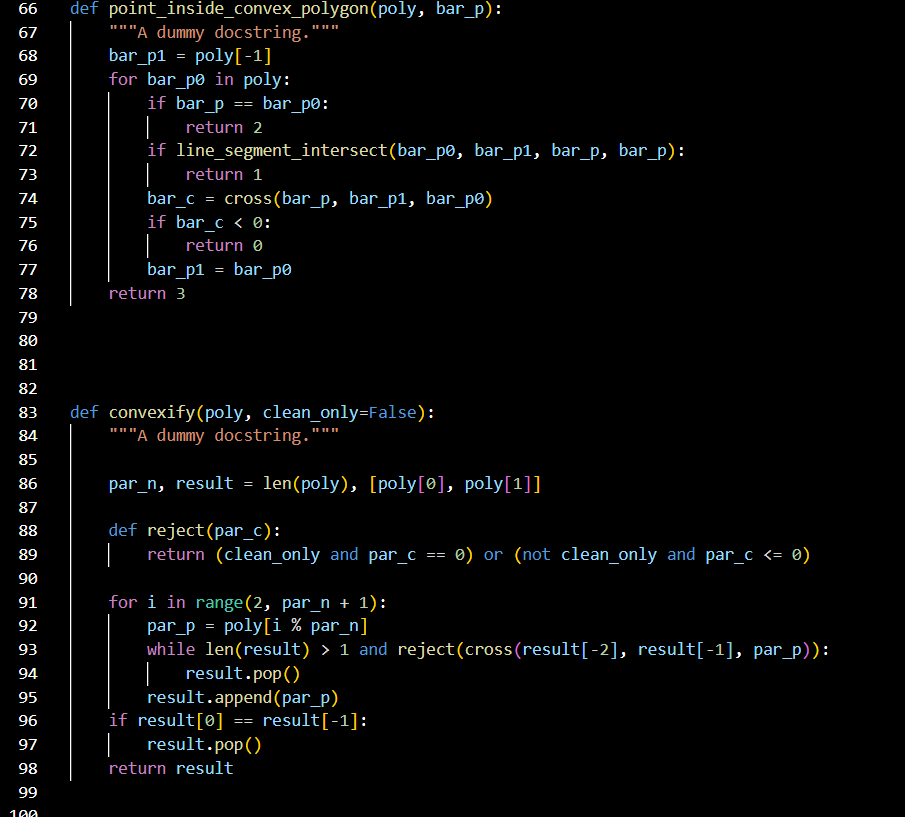 66 def point_inside_convex_polygon(poly, bar_p):
67     """A dummy docstring."""
68     bar_p1 = poly[-1]
69     for bar_p0 in poly:
70         if bar_p == bar_p0:
71             return 2
72         if line_segment_intersect(bar_p0, bar_p1, bar_p, bar_p):
73             return 1
74         bar_c = cross(bar_p, bar_p1, bar_p0)
75         if bar_c < 0:
76             return 0
77         bar_p1 = bar_p0
78     return 3
79
80
81
82
83 def convexify(poly, clean_only=False):
84     """A dummy docstring."""
85
86     par_n, result = len(poly), [poly[0], poly[1]]
87
88     def reject(par_c):
89         return (clean_only and par_c == 0) or (not clean_only and par_c <= 0)
90
91     for i in range(2, par_n + 1):
92         par_p = poly[i % par_n]
93         while len(result) > 1 and reject(cross(result[-2], result[-1], par_p)):
94             result.pop()
95         result.append(par_p)
96     if result[0] == result[-1]:
97         result.pop()
98     return result
99
100